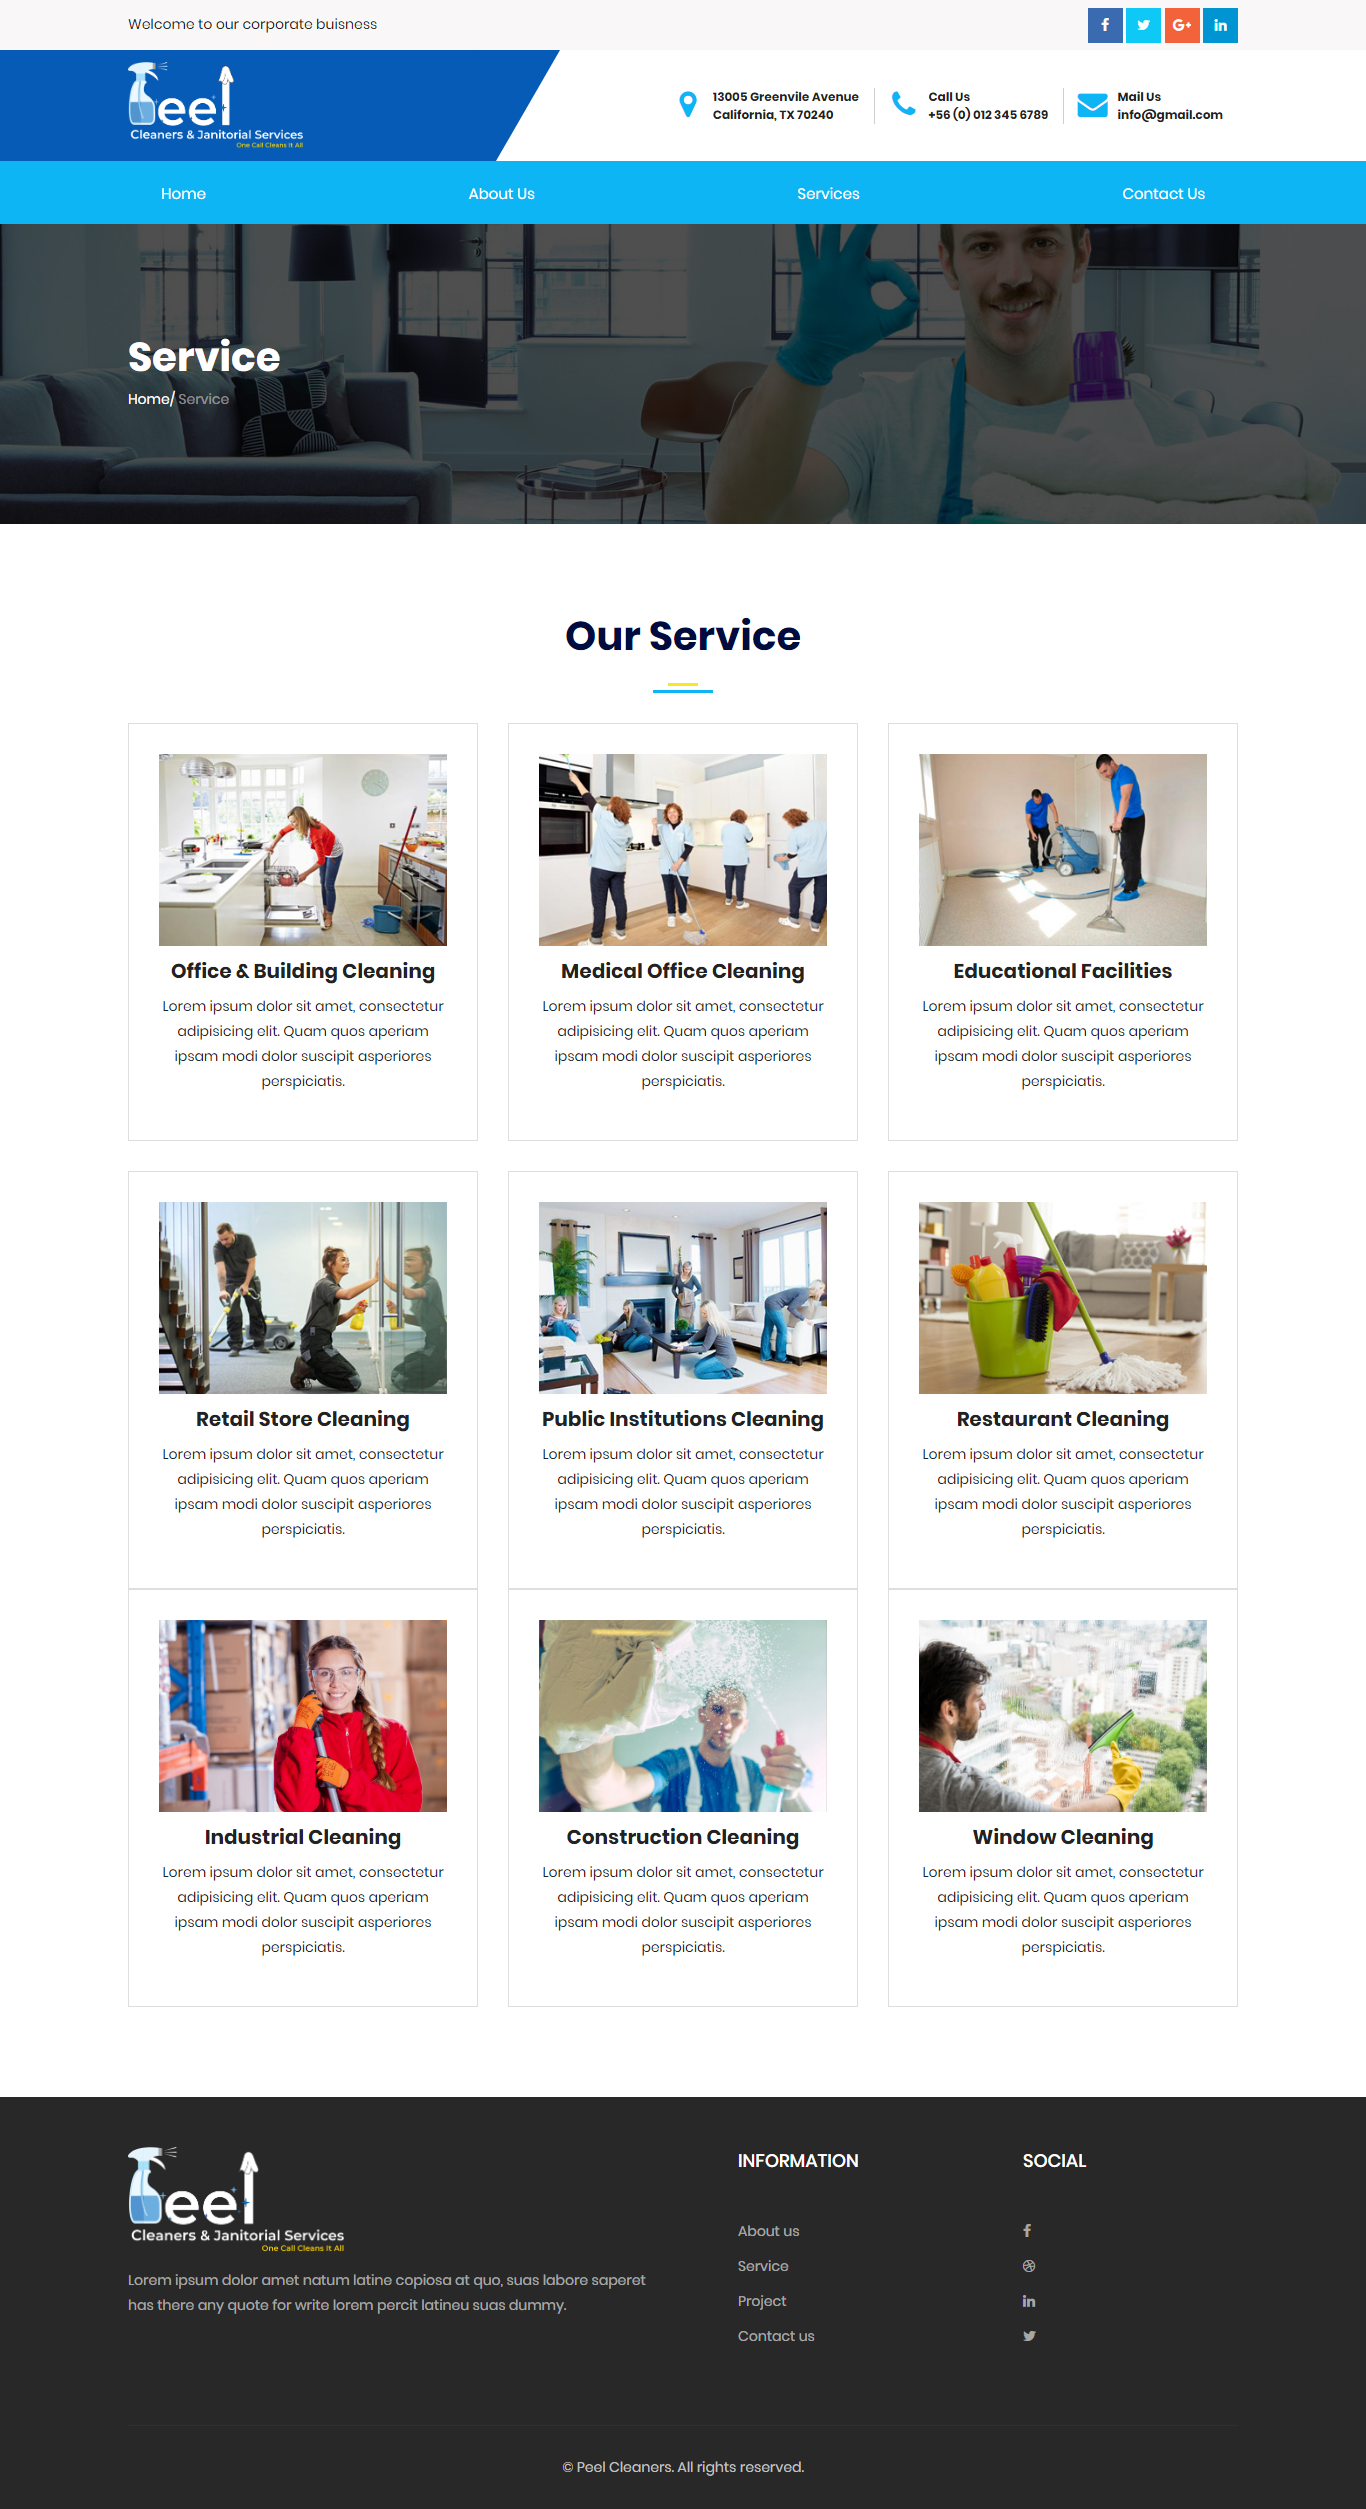 Welcome to our corporate buisness
eel
Cleaners & Janitorial Services
One Call Cleans It All
13005 Greenvile Avenue
California, TX 70240
Call Us
+56 (0) 012 345 6789
Mail Us
info@gmail.com
Home
About Us
Services
Contact Us
Service
Home/ Service
Our Service
Office & Building Cleaning
Lorem ipsum dolor sit amet, consectetur
adipisicing elit. Quam quos aperiam
ipsam modi dolor suscipit asperiores
perspiciatis.
Medical Office Cleaning
Lorem ipsum dolor sit amet, consectetur
adipisicing elit. Quam quos aperiam
ipsam modi dolor suscipit asperiores
perspiciatis.
Educational Facilities
Lorem ipsum dolor sit amet, consectetur
adipisicing elit. Quam quos aperiam
ipsam modi dolor suscipit asperiores
perspiciatis.
Retail Store Cleaning
Lorem ipsum dolor sit amet, consectetur
adipisicing elit. Quam quos aperiam
ipsam modi dolor suscipit asperiores
perspiciatis.
Public Institutions Cleaning
Lorem ipsum dolor sit amet, consectetur
adipisicing elit. Quam quos aperiam
ipsam modi dolor suscipit asperiores
perspiciatis.
Restaurant Cleaning
Lorem ipsum dolor sit amet, consectetur
adipisicing elit. Quam quos aperiam
ipsam modi dolor suscipit asperiores
perspiciatis.
Industrial Cleaning
Lorem ipsum dolor sit amet, consectetur
adipisicing elit. Quam quos aperiam
ipsam modi dolor suscipit asperiores
perspiciatis.
Construction Cleaning
Lorem ipsum dolor sit amet, consectetur
adipisicing elit. Quam quos aperiam
ipsam modi dolor suscipit asperiores
perspiciatis.
Window Cleaning
Lorem ipsum dolor sit amet, consectetur
adipisicing elit. Quam quos aperiam
ipsam modi dolor suscipit asperiores
perspiciatis.
eel
Cleaners & Janitorial Services
One Call Cleans It All
Lorem ipsum dolor amet natum latine copiosa at quo, suas labore saperet
has there any quote for write lorem percit latineu suas dummy.
INFORMATION
About us
Service
Project
Contact us
SOCIAL
© Peel Cleaners. All rights reserved.